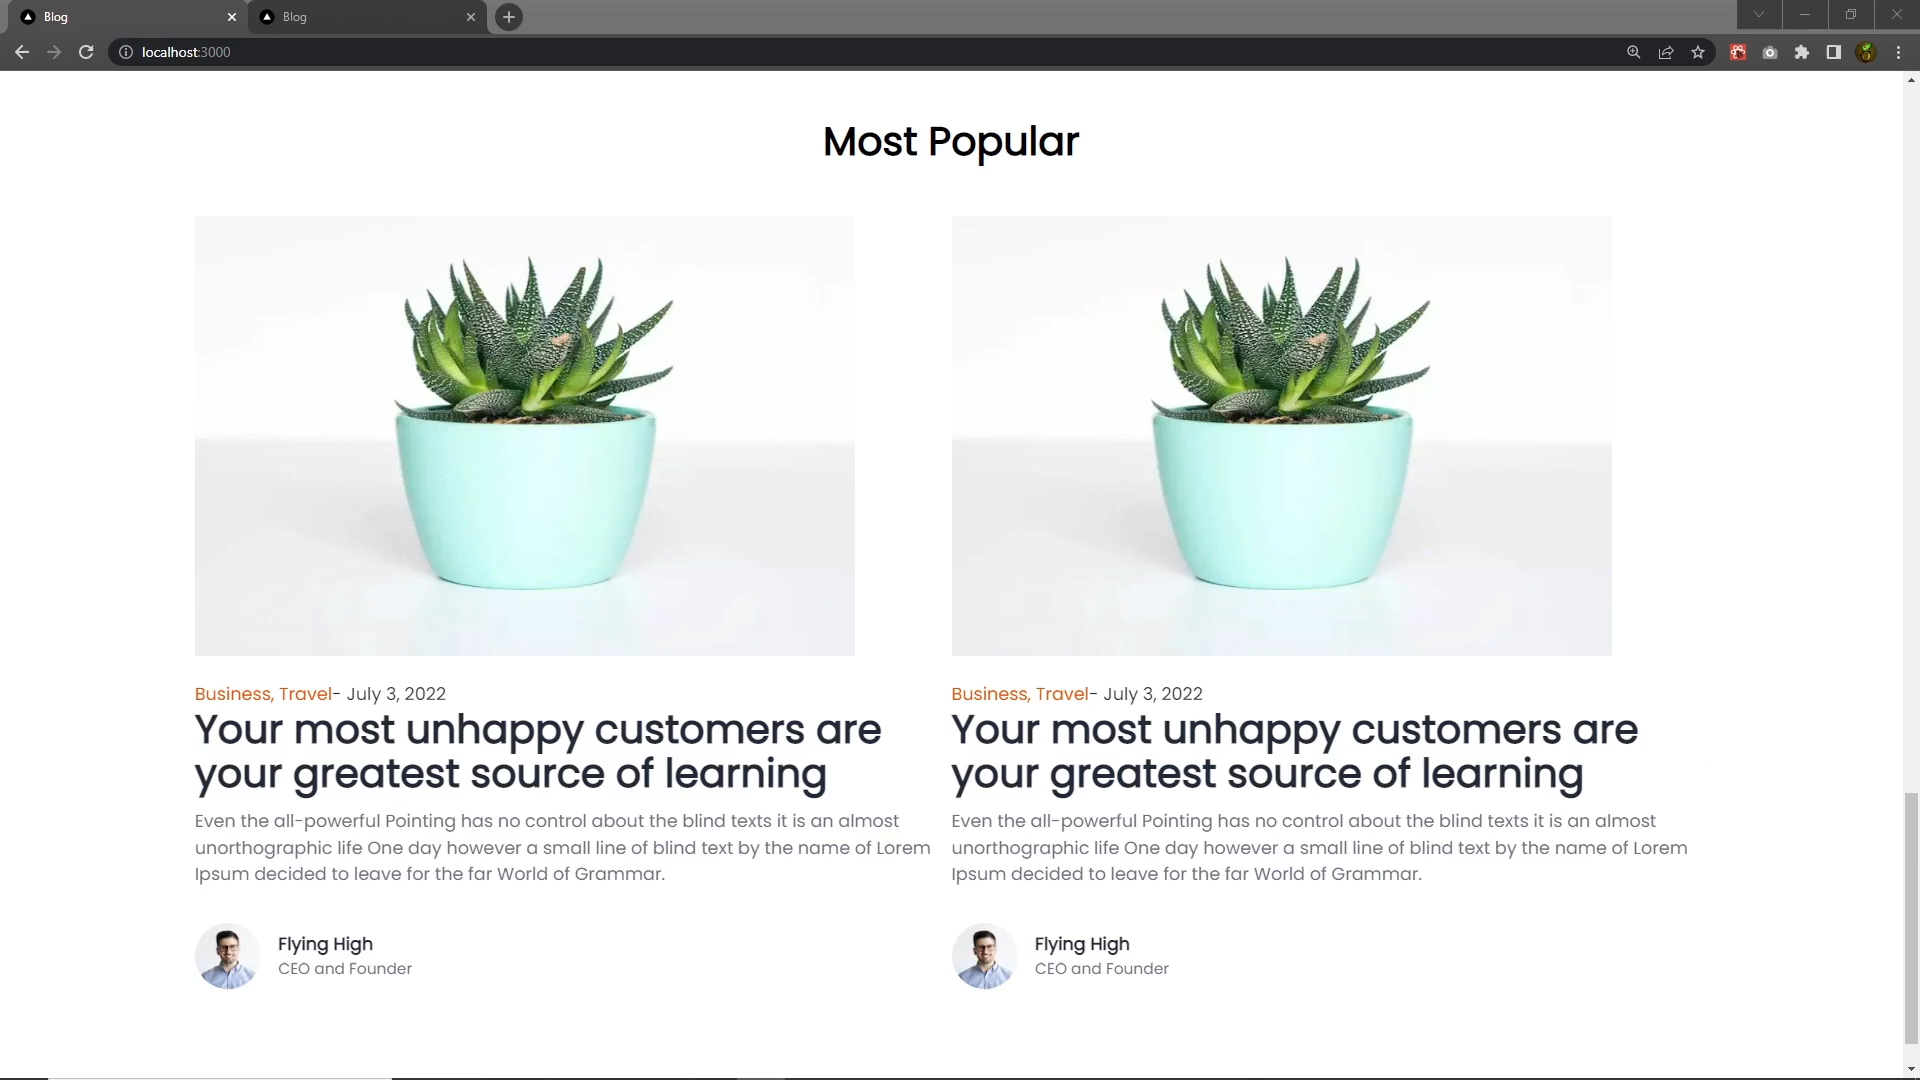 Blog
Blog
localhost:3000
Most Popular
Business, Travel- July 3, 2022
Your most unhappy customers are
your greatest source of learning
Even the all-powerful Pointing has no control about the blind texts it is an almost
unorthographic life One day however a small line of blind text by the name of Lorem
Ipsum decided to leave for the far World of Grammar.
Flying High
CEO and Founder
Business, Travel- July 3, 2022
Your most unhappy customers are
your greatest source of learning
Even the all-powerful Pointing has no control about the blind texts it is an almost
unorthographic life One day however a small line of blind text by the name of Lorem
Ipsum decided to leave for the far World of Grammar.
Flying High
CEO and Founder